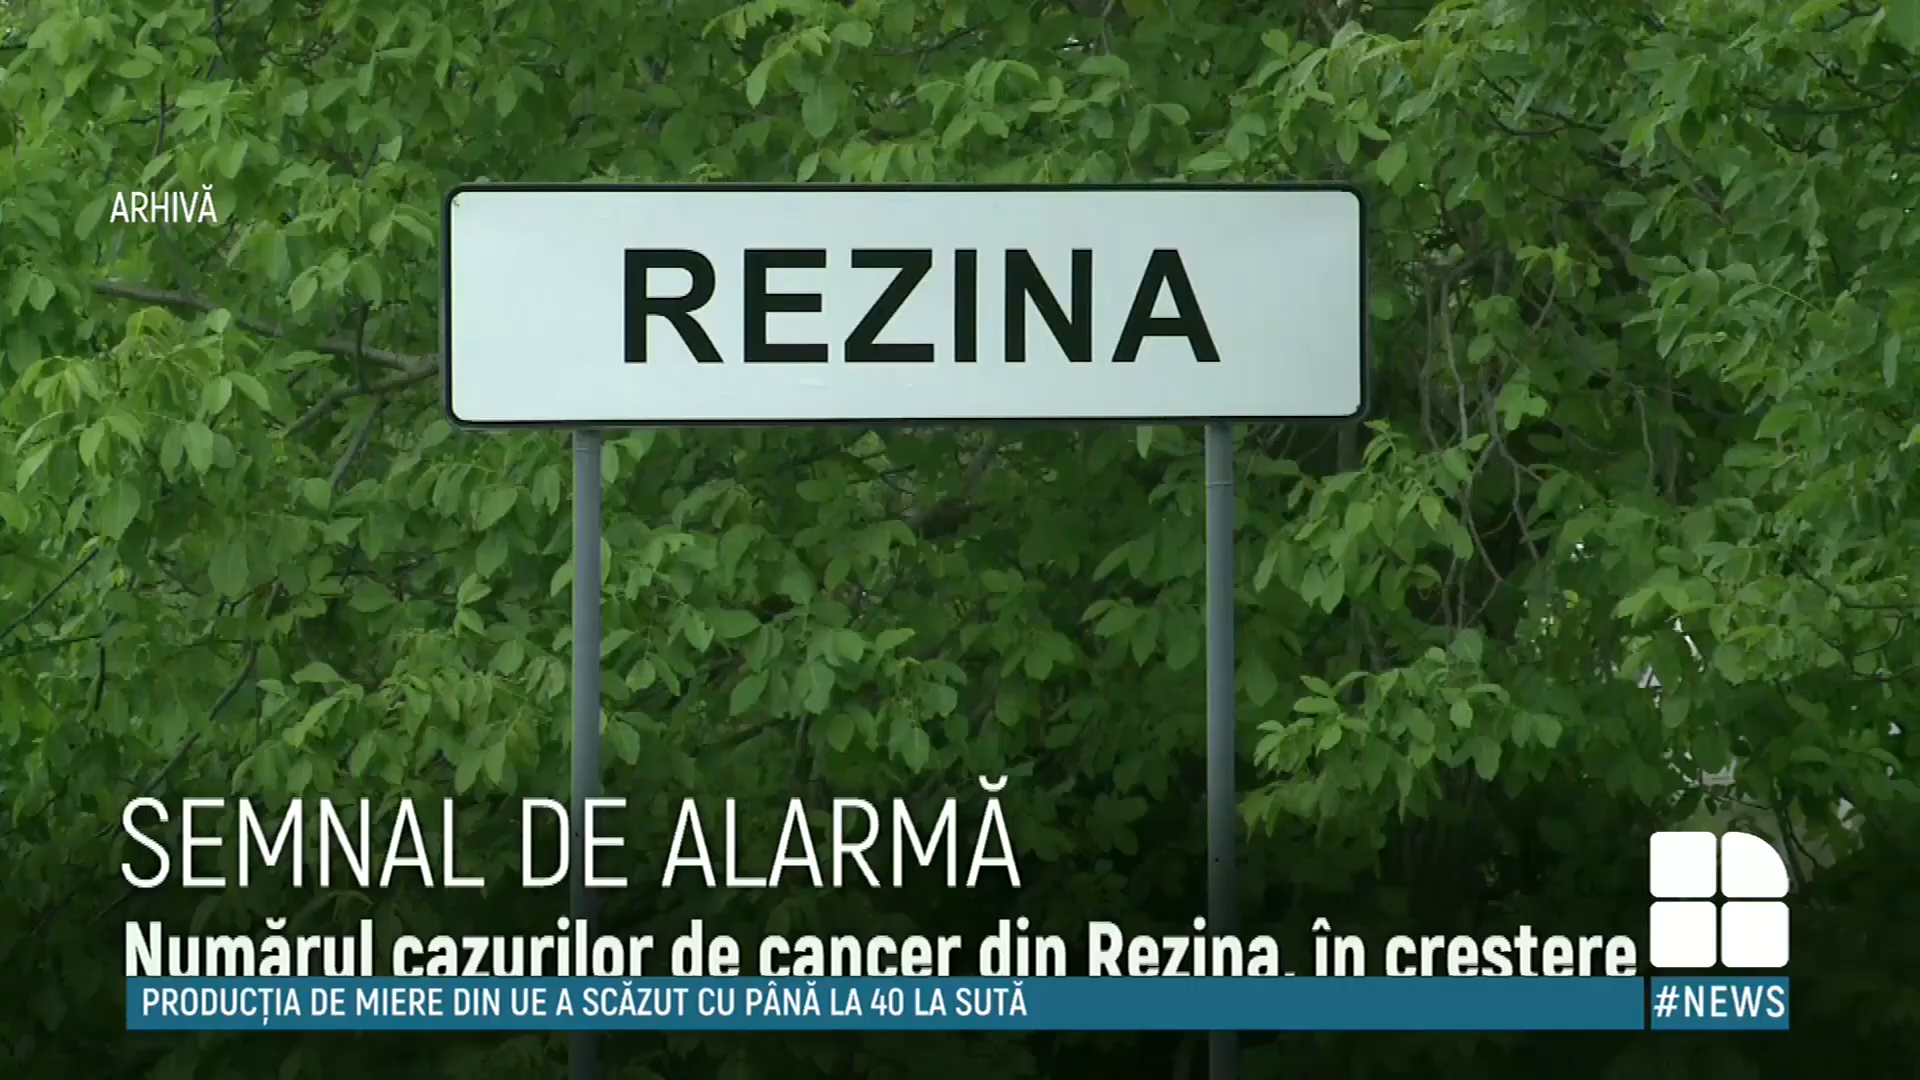 ARHIVĂ
REZINA
SEMNAL DE ALARMĂ
Numărul cazurilor de cancer din Rezina, în creștere
PRODUCȚIA DE MIERE DIN UE A SCĂZUT CU PÂNĂ LA 40 LA SUTĂ
#NEWS